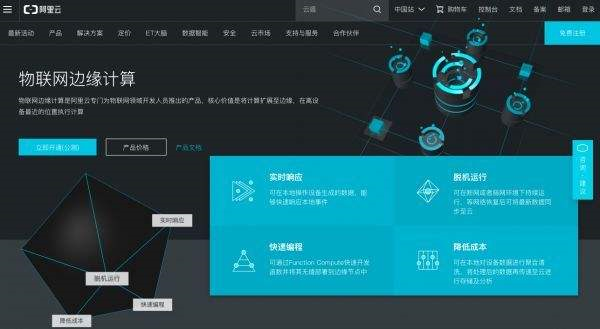 阿里云
云盾
中国站
购物车
控制台
文档
备案
邮箱
登录
最新活动
产品
解决方案
定价
ET大脑
数据智能
安全
云市场
支持与服务
合作伙伴
免费注册
物联网边缘计算
物联网边缘计算是阿里云专门为物联网领域开发人员推出的产品，核心价值是将计算扩展至边缘，在离设
备最近的位置执行计算
立即开通(公测)
产品价格
产品文档
咨询·建议
实时响应
可在本地操作设备生成的数据，能
够快速响应本地事件
脱机运行
可在断网或者弱网环境下持续运
行，等网络恢复后可将最新数据同
步至云
快速编程
可通过Function Compute快速开发
函数并将其无缝部署到边缘节点中
降低成本
可在本地对设备数据进行聚合清
洗，将处理后的数据再传递至云进
行存储及分析
实时响应
脱机运行
快速编程
降低成本